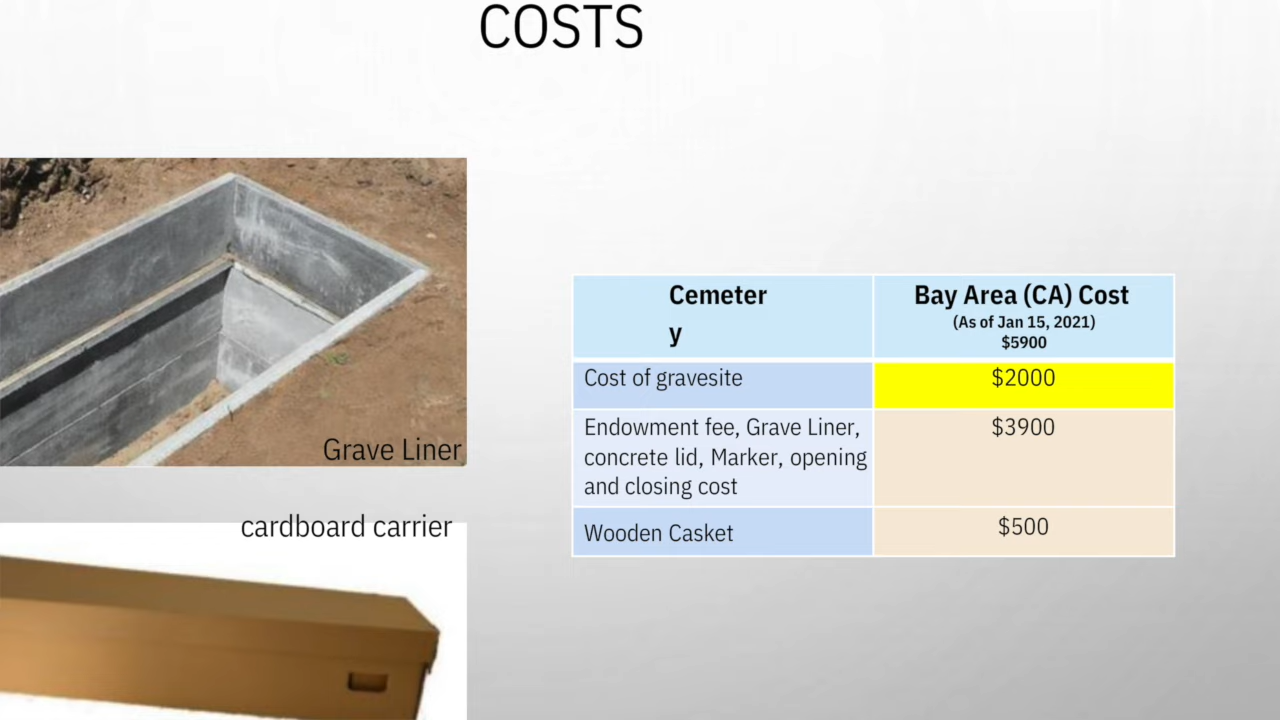 COSTS
Grave Liner
cardboard carrier
Cemeter
y
Bay Area (CA) Cost
(As of Jan 15, 2021)
$5900
Cost of gravesite
$2000
Endowment fee, Grave Liner,
concrete lid, Marker, opening
and closing cost
$3900
Wooden Casket
$500